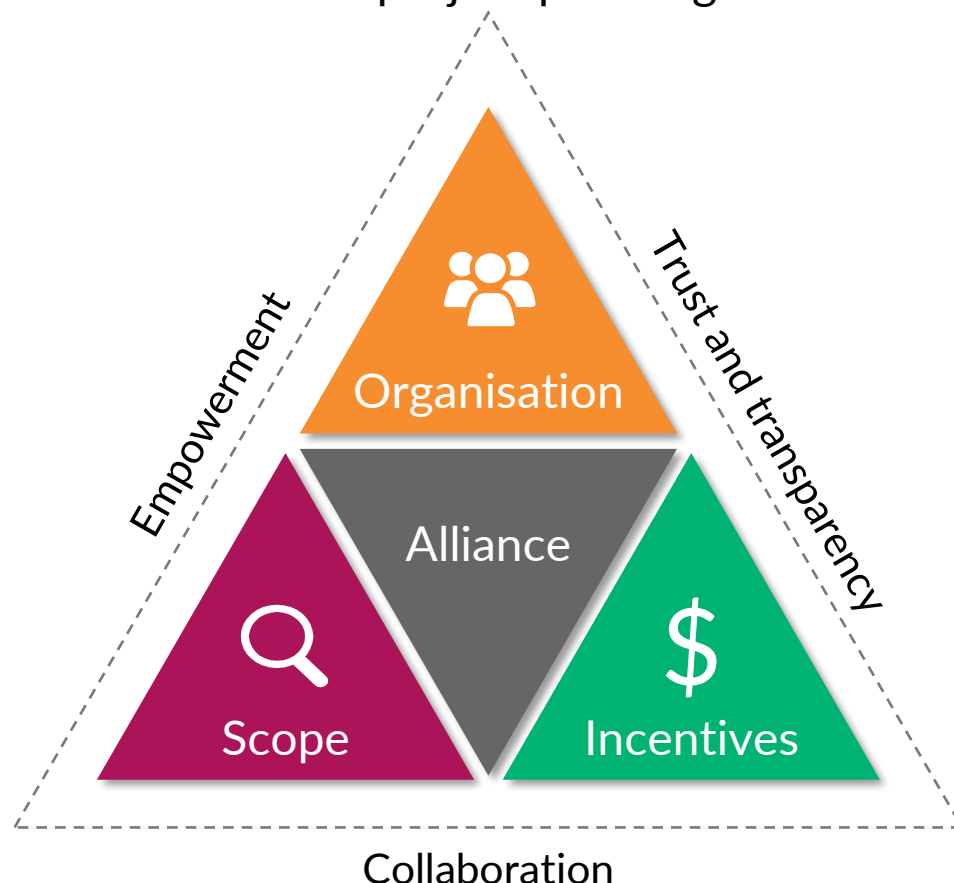 Organisation
Empowerment
Trust and transparency
Alliance
Scope
Incentives
$
Collaboration